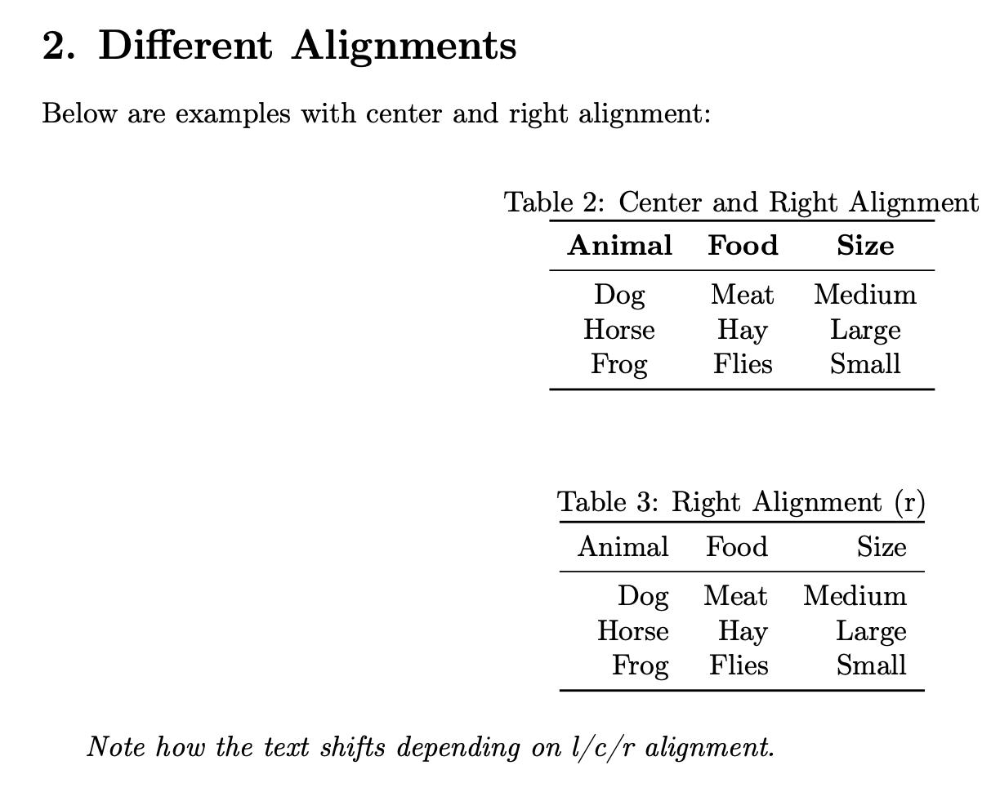 2. Different Alignments
Below are examples with center and right alignment:
Table 2: Center and Right Alignment
Animal Food Size
Dog Meat Medium
Horse Hay Large
Frog Flies Small
Table 3: Right Alignment (r)
Animal Food Size
Dog Meat Medium
Horse Hay Large
Frog Flies Small
Note how the text shifts depending on l/c/r alignment.